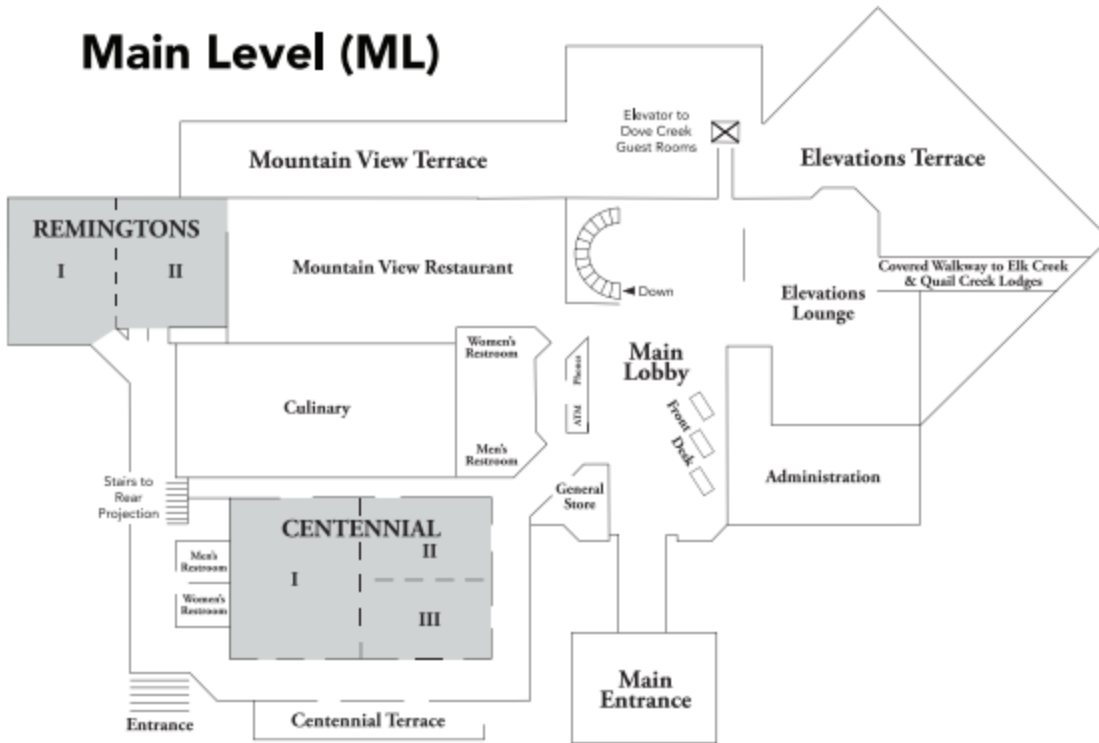 Main Level (ML)
Elevator to
Dove Creek
Guest Rooms
Mountain View Terrace
Elevations Terrace
REMINGTONS
I
II
Mountain View Restaurant
Down
Covered Walkway to Elk Creek
& Quail Creek Lodges
Elevations
Lounge
Women's
Restroom
Main
Lobby
Phones
ATM
Culinary
Front
Desk
Men's
Restroom
Stairs to
Rear
Projection
General
Store
Administration
CENTENNIAL
I
II
III
Men's
Restroom
Women's
Restroom
Main
Entrance
Entrance
Centennial Terrace